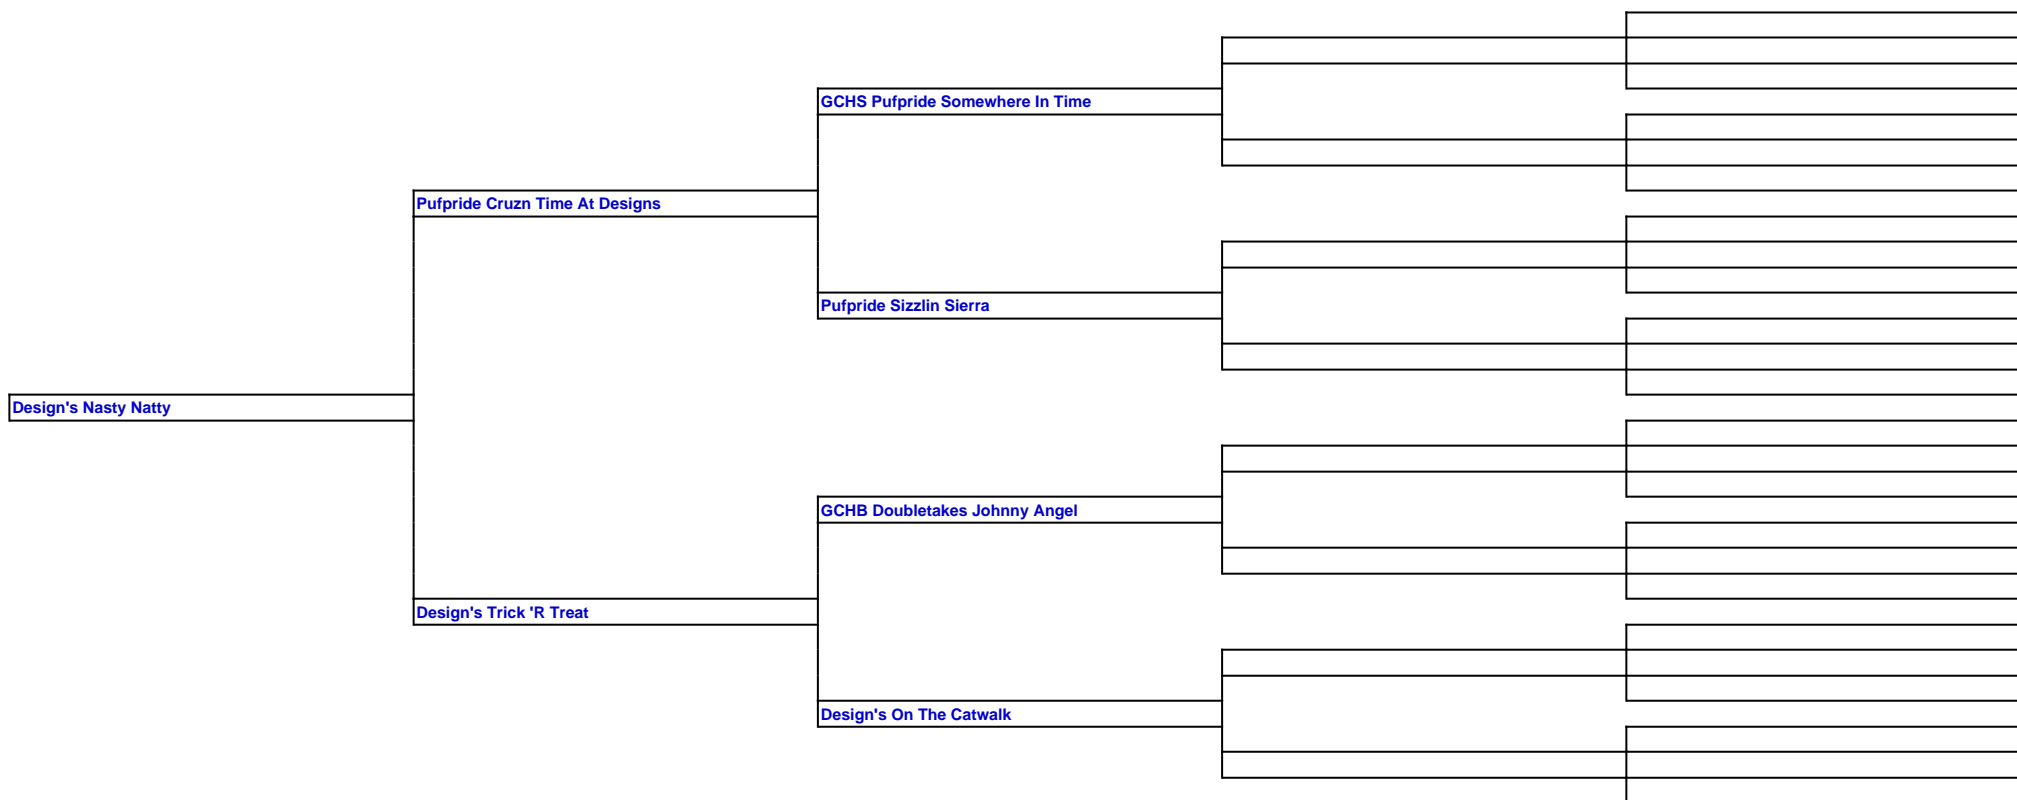 GCHS Pufpride Somewhere In Time
Pufpride Cruzn Time At Designs
Pufpride Sizzlin Sierra
Design's Nasty Natty
GCHB Doubletakes Johnny Angel
Design's Trick 'R Treat
Design's On The Catwalk